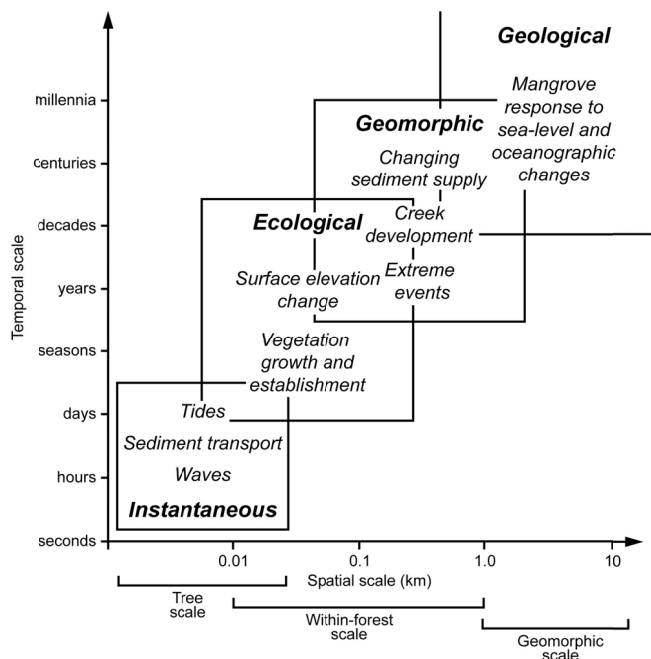 Geological
Mangrove
response to
sea-level and
oceanographic
changes
Geomorphic
Changing
sediment supply
Creek
development
Extreme
events
Ecological
Surface elevation
change
Vegetation
growth and
establishment
Tides
Sediment transport
Waves
Instantaneous
Temporal scale
millennia
centuries
decades
years
seasons
days
hours
seconds
0.01
0.1
1.0
10
Spatial scale (km)
Tree
scale
Within-forest
scale
Geomorphic
scale